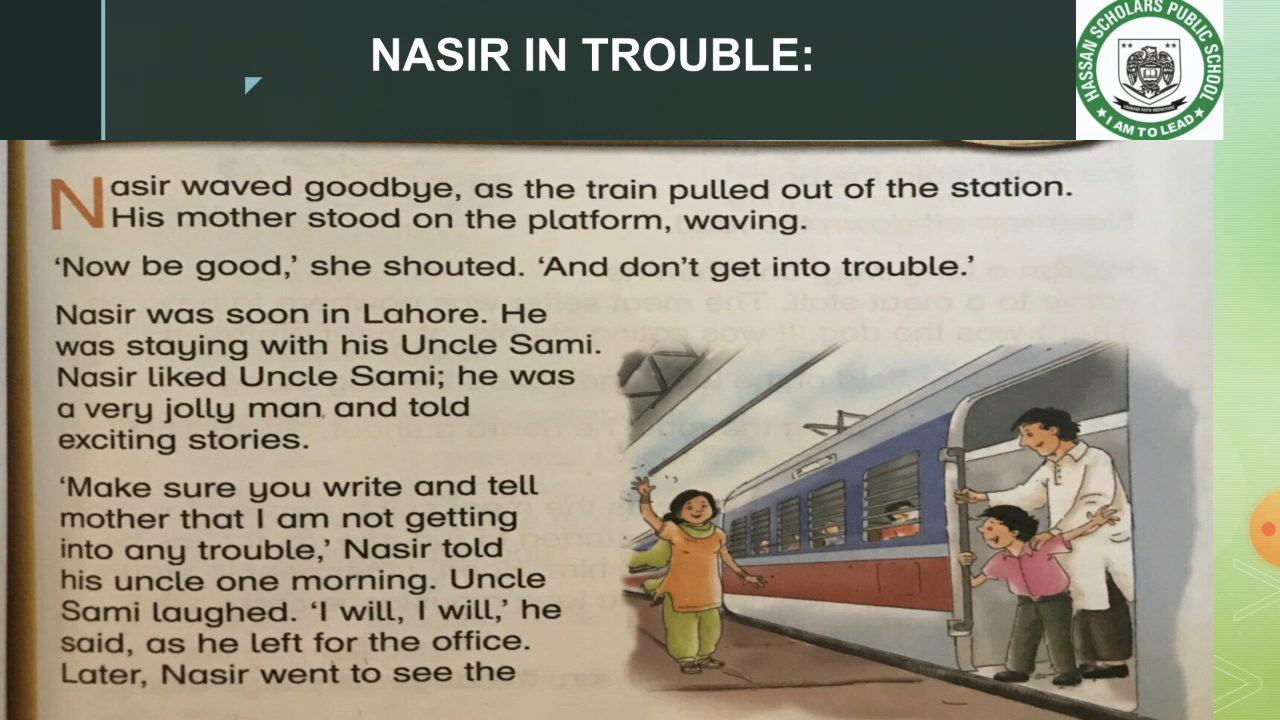 NASIR IN TROUBLE:
HASSAN SCHOLARS PUBLIC SCHOOL
I AM TO LEAD
Nasir waved goodbye, as the train pulled out of the station.
His mother stood on the platform, waving.
‘Now be good,’ she shouted. ‘And don’t get into trouble.’
Nasir was soon in Lahore. He
was staying with his Uncle Sami.
Nasir liked Uncle Sami; he was
a very jolly man and told
exciting stories.
‘Make sure you write and tell
mother that I am not getting
into any trouble,’ Nasir told
his uncle one morning. Uncle
Sami laughed. ‘I will, I will,’ he
said, as he left for the office.
Later, Nasir went to see the